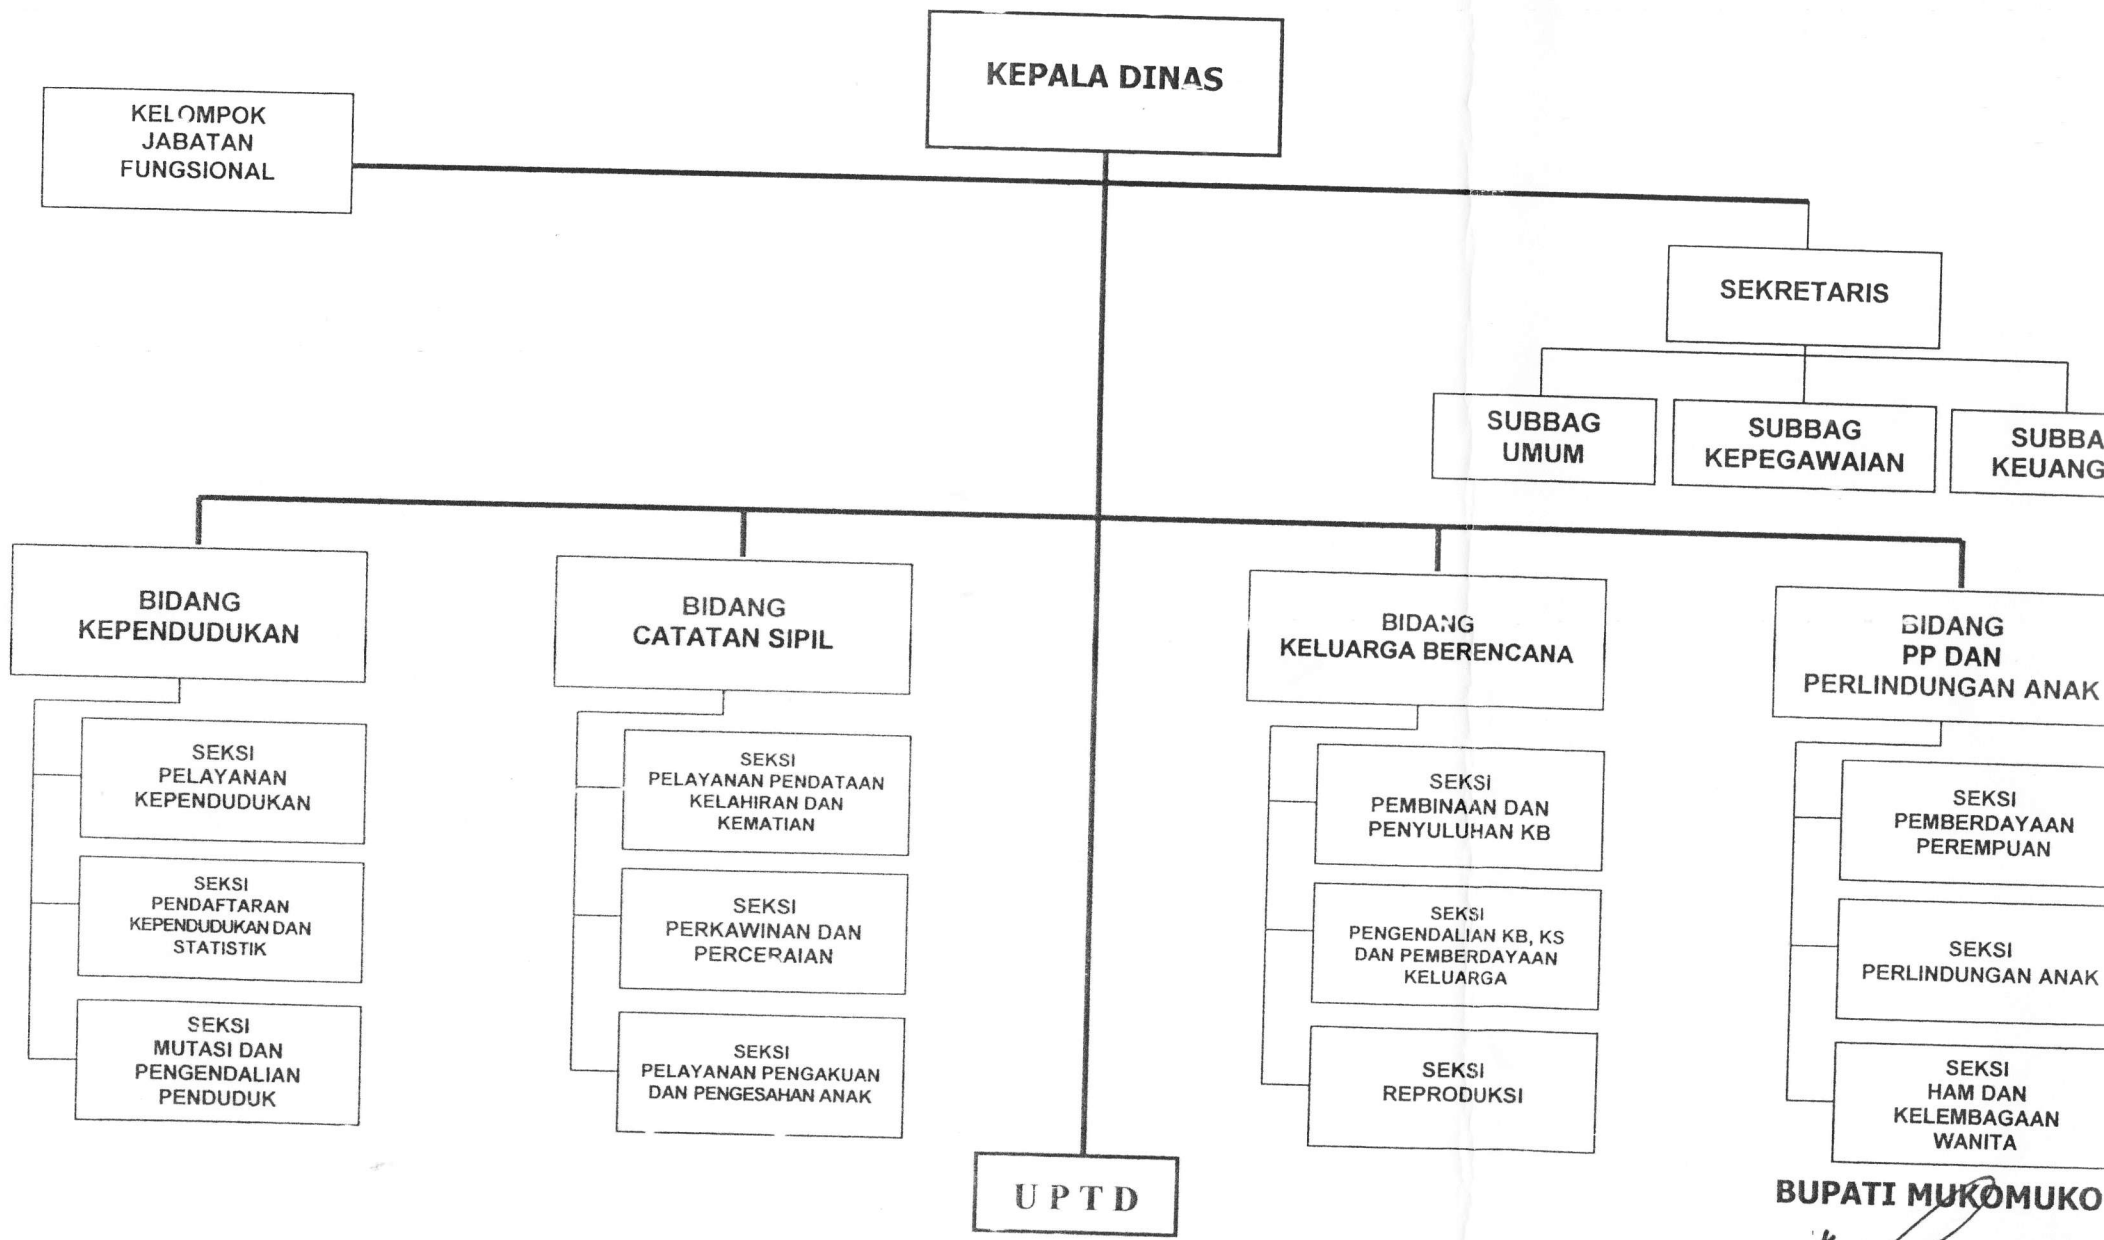 KEPALA DINAS
KELOMPOK
JABATAN
FUNGSIONAL
SEKRETARIS
SUBBAG
UMUM
SUBBAG
KEPEGAWAIAN
SUBBA
KEUANG
BIDANG
KEPENDUDUKAN
BIDANG
CATATAN SIPIL
BIDANG
KELUARGA BERENCANA
BIDANG
PP DAN
PERLINDUNGAN ANAK
SEKSI
PELAYANAN
KEPENDUDUKAN
SEKSI
PENDAFTARAN
KEPENDUDUKAN DAN
STATISTIK
SEKSI
MUTASI DAN
PENGENDALIAN
PENDUDUK
SEKSI
PELAYANAN PENDATAAN
KELAHIRAN DAN
KEMATIAN
SEKSI
PERKAWINAN DAN
PERCERAIAN
SEKSI
PELAYANAN PENGAKUAN
DAN PENGESAHAN ANAK
SEKSI
PEMBINAAN DAN
PENYULUHAN KB
SEKSI
PENGENDALIAN KB, KS
DAN PEMBERDAYAAN
KELUARGA
SEKSI
REPRODUKSI
SEKSI
PEMBERDAYAAN
PEREMPUAN
SEKSI
PERLINDUNGAN ANAK
SEKSI
HAM DAN
KELEMBAGAAN
WANITA
UPTD
BUPATI MUKOMUKO